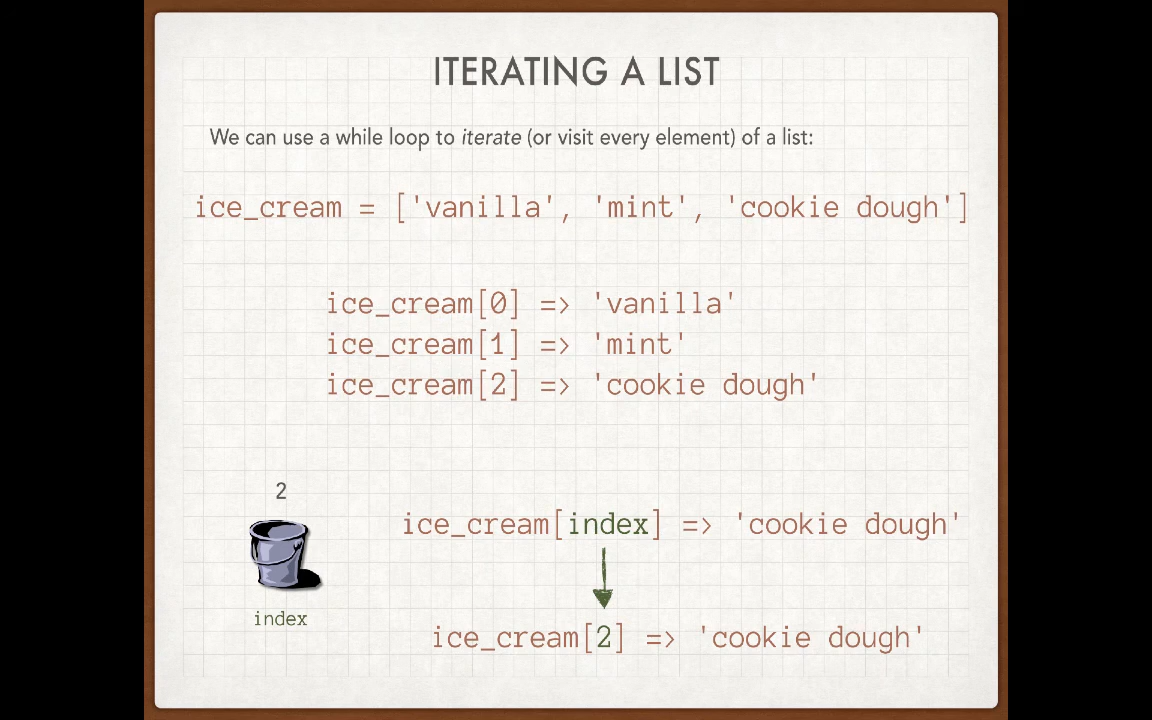 ITERATING A LIST
We can use a while loop to iterate (or visit every element) of a list:
ice_cream = ['vanilla', 'mint', 'cookie dough']
ice_cream[0] => 'vanilla'
ice_cream[1] => 'mint'
ice_cream[2] => 'cookie dough'
2
index
ice_cream[index] => 'cookie dough'
ice_cream[2] => 'cookie dough'